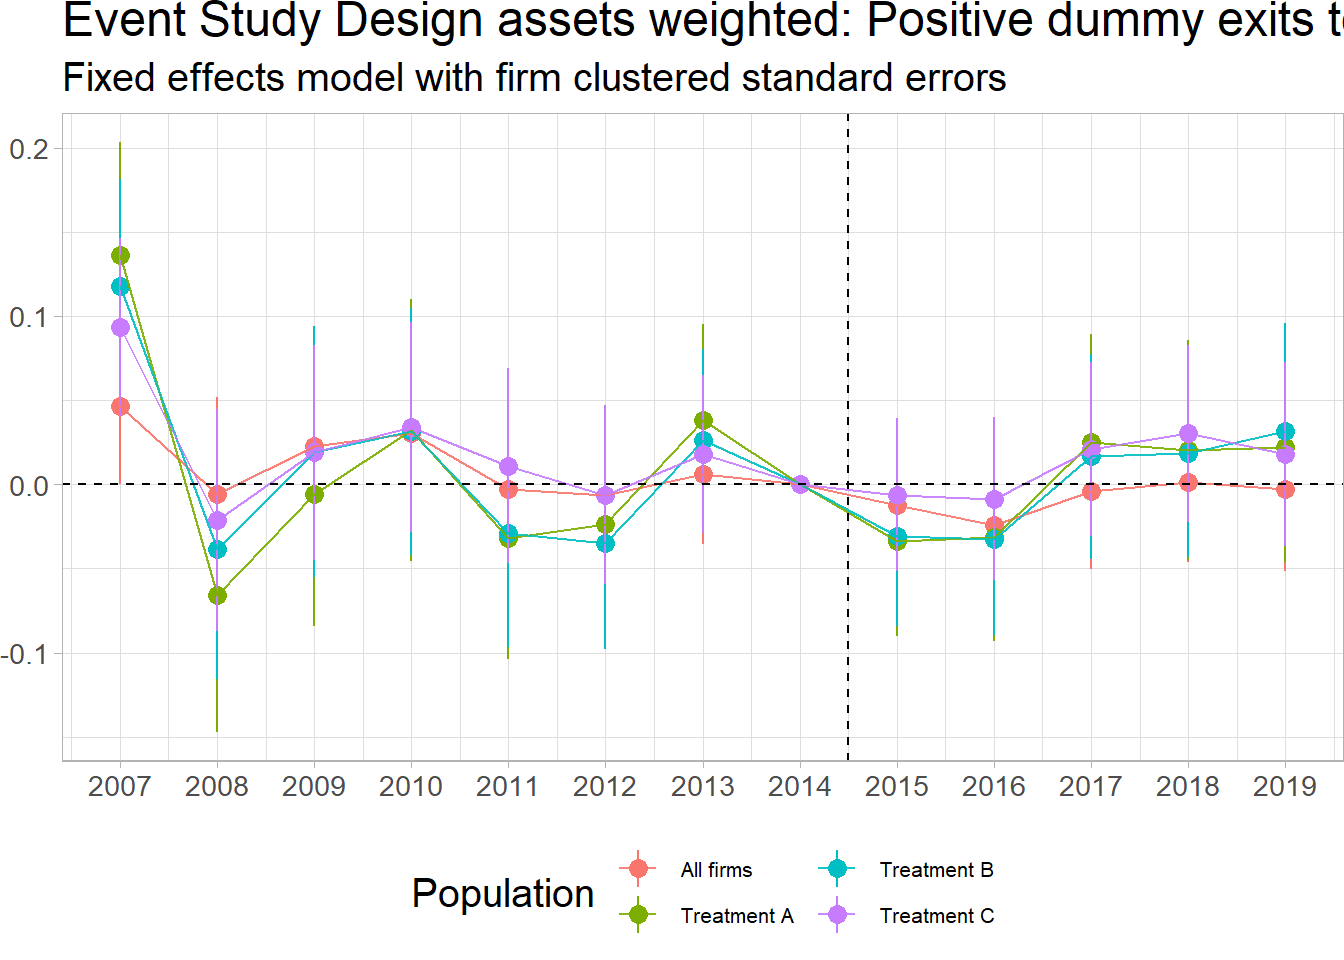 Event Study Design assets weighted: Positive dummy exits
Fixed effects model with firm clustered standard errors
0.2
0.1
0.0
-0.1
2007 2008 2009 2010 2011 2012 2013 2014 2015 2016 2017 2018 2019
Population
All firms
Treatment A
Treatment B
Treatment C